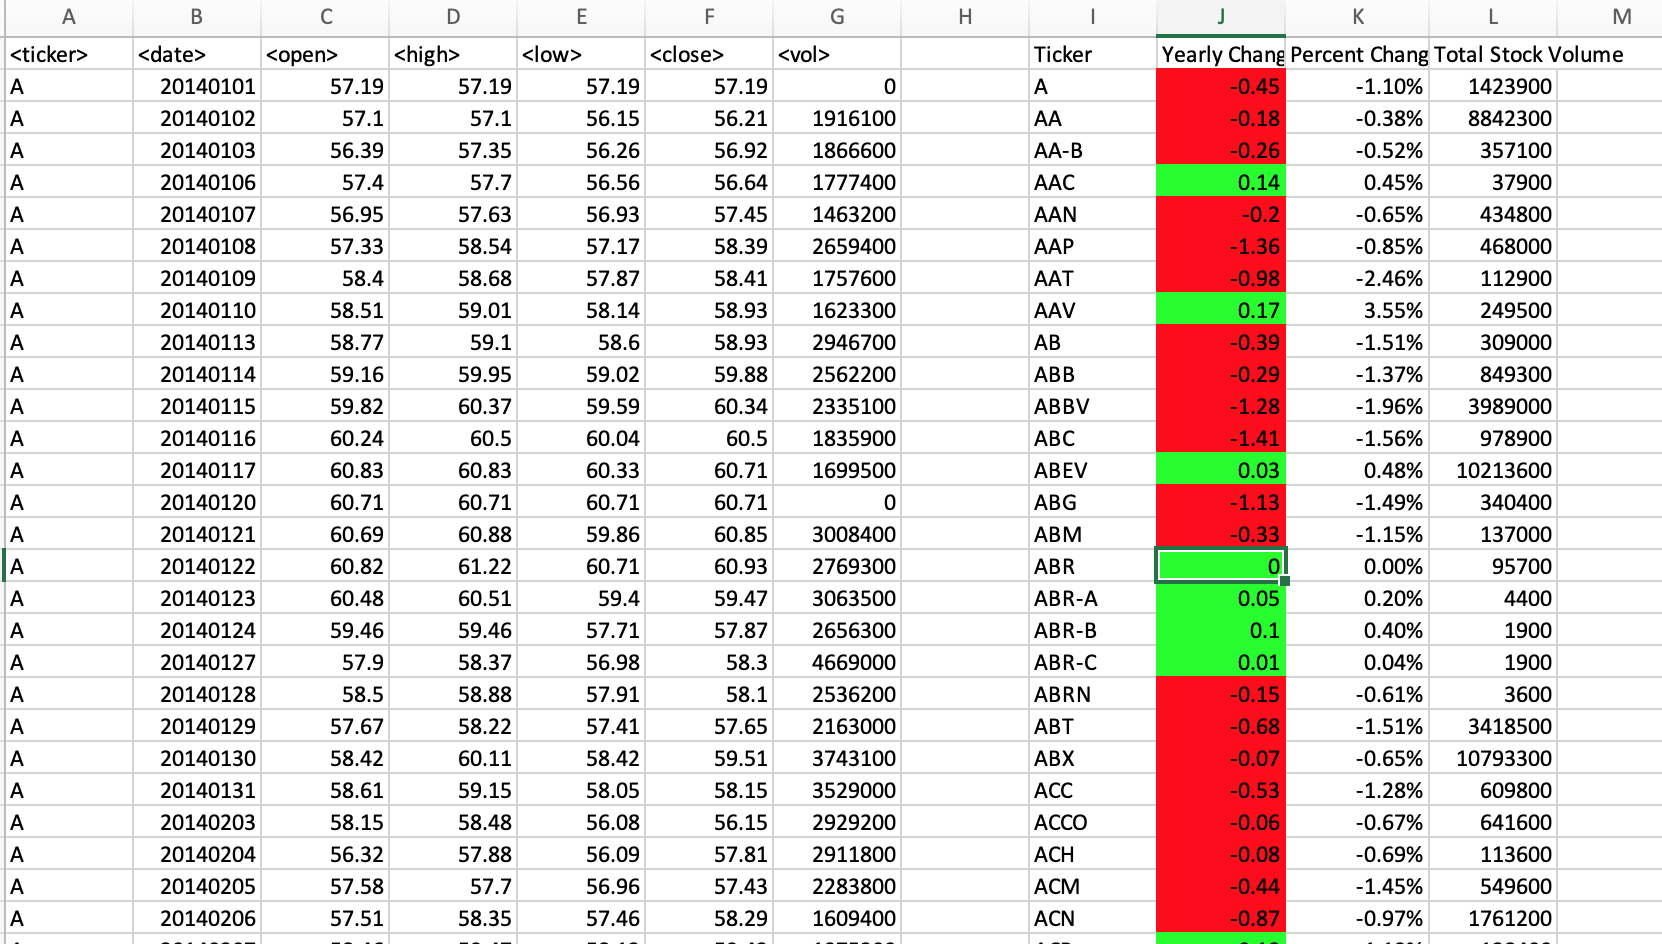 A B C D E F G H I J K L M
<ticker> <date> <open> <high> <low> <close> <vol> Ticker Yearly Chang Percent Chang Total Stock Volume
A 20140101 57.19 57.19 57.19 57.19 0 A -0.45 -1.10% 1423900
A 20140102 57.1 57.1 56.15 56.21 1916100 AA -0.18 -0.38% 8842300
A 20140103 56.39 57.35 56.26 56.92 1866600 AA-B -0.26 -0.52% 357100
A 20140106 57.4 57.7 56.56 56.64 1777400 AAC 0.14 0.45% 37900
A 20140107 56.95 57.63 56.93 57.45 1463200 AAN -0.2 -0.65% 434800
A 20140108 57.33 58.54 57.17 58.39 2659400 AAP -1.36 -0.85% 468000
A 20140109 58.4 58.68 57.87 58.41 1757600 AAT -0.98 -2.46% 112900
A 20140110 58.51 59.01 58.14 58.93 1623300 AAV 0.17 3.55% 249500
A 20140113 58.77 59.1 58.6 58.93 2946700 AB -0.39 -1.51% 309000
A 20140114 59.16 59.95 59.02 59.88 2562200 ABB -0.29 -1.37% 849300
A 20140115 59.82 60.37 59.59 60.34 2335100 ABBV -1.28 -1.96% 3989000
A 20140116 60.24 60.5 60.04 60.5 1835900 ABC -1.41 -1.56% 978900
A 20140117 60.83 60.83 60.33 60.71 1699500 ABEV 0.03 0.48% 10213600
A 20140120 60.71 60.71 60.71 60.71 0 ABG -1.13 -1.49% 340400
A 20140121 60.69 60.88 59.86 60.85 3008400 ABM -0.33 -1.15% 137000
A 20140122 60.82 61.22 60.71 60.93 2769300 ABR 0 0.00% 95700
A 20140123 60.48 60.51 59.4 59.47 3063500 ABR-A 0.05 0.20% 4400
A 20140124 59.46 59.46 57.71 57.87 2656300 ABR-B 0.1 0.40% 1900
A 20140127 57.9 58.37 56.98 58.3 4669000 ABR-C 0.01 0.04% 1900
A 20140128 58.5 58.88 57.91 58.1 2536200 ABRN -0.15 -0.61% 3600
A 20140129 57.67 58.22 57.41 57.65 2163000 ABT -0.68 -1.51% 3418500
A 20140130 58.42 60.11 58.42 59.51 3743100 ABX -0.07 -0.65% 10793300
A 20140131 58.61 59.15 58.05 58.15 3529000 ACC -0.53 -1.28% 609800
A 20140203 58.15 58.48 56.08 56.15 2929200 ACCO -0.06 -0.67% 641600
A 20140204 56.32 57.88 56.09 57.81 2911800 ACH -0.08 -0.69% 113600
A 20140205 57.58 57.7 56.96 57.43 2283800 ACM -0.44 -1.45% 549600
A 20140206 57.51 58.35 57.46 58.29 1609400 ACN -0.87 -0.97% 1761200